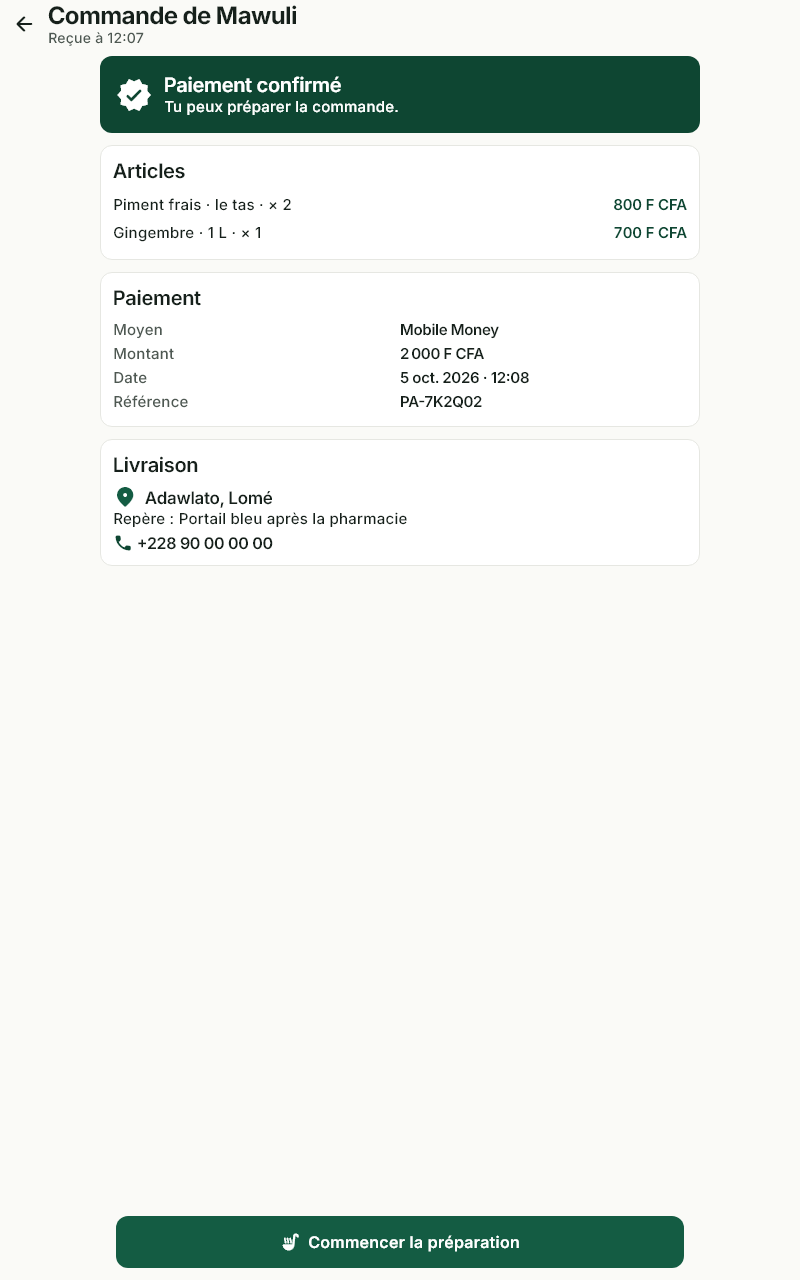 Commande de Mawuli
Reçue à 12:07
Paiement confirmé
Tu peux préparer la commande.
Articles
Piment frais · le tas · × 2 800 F CFA
Gingembre · 1 L · × 1 700 F CFA
Paiement
Moyen Mobile Money
Montant 2 000 F CFA
Date 5 oct. 2026 · 12:08
Référence PA-7K2Q02
Livraison
Adawlato, Lomé
Repère : Portail bleu après la pharmacie
+228 90 00 00 00
Commencer la préparation